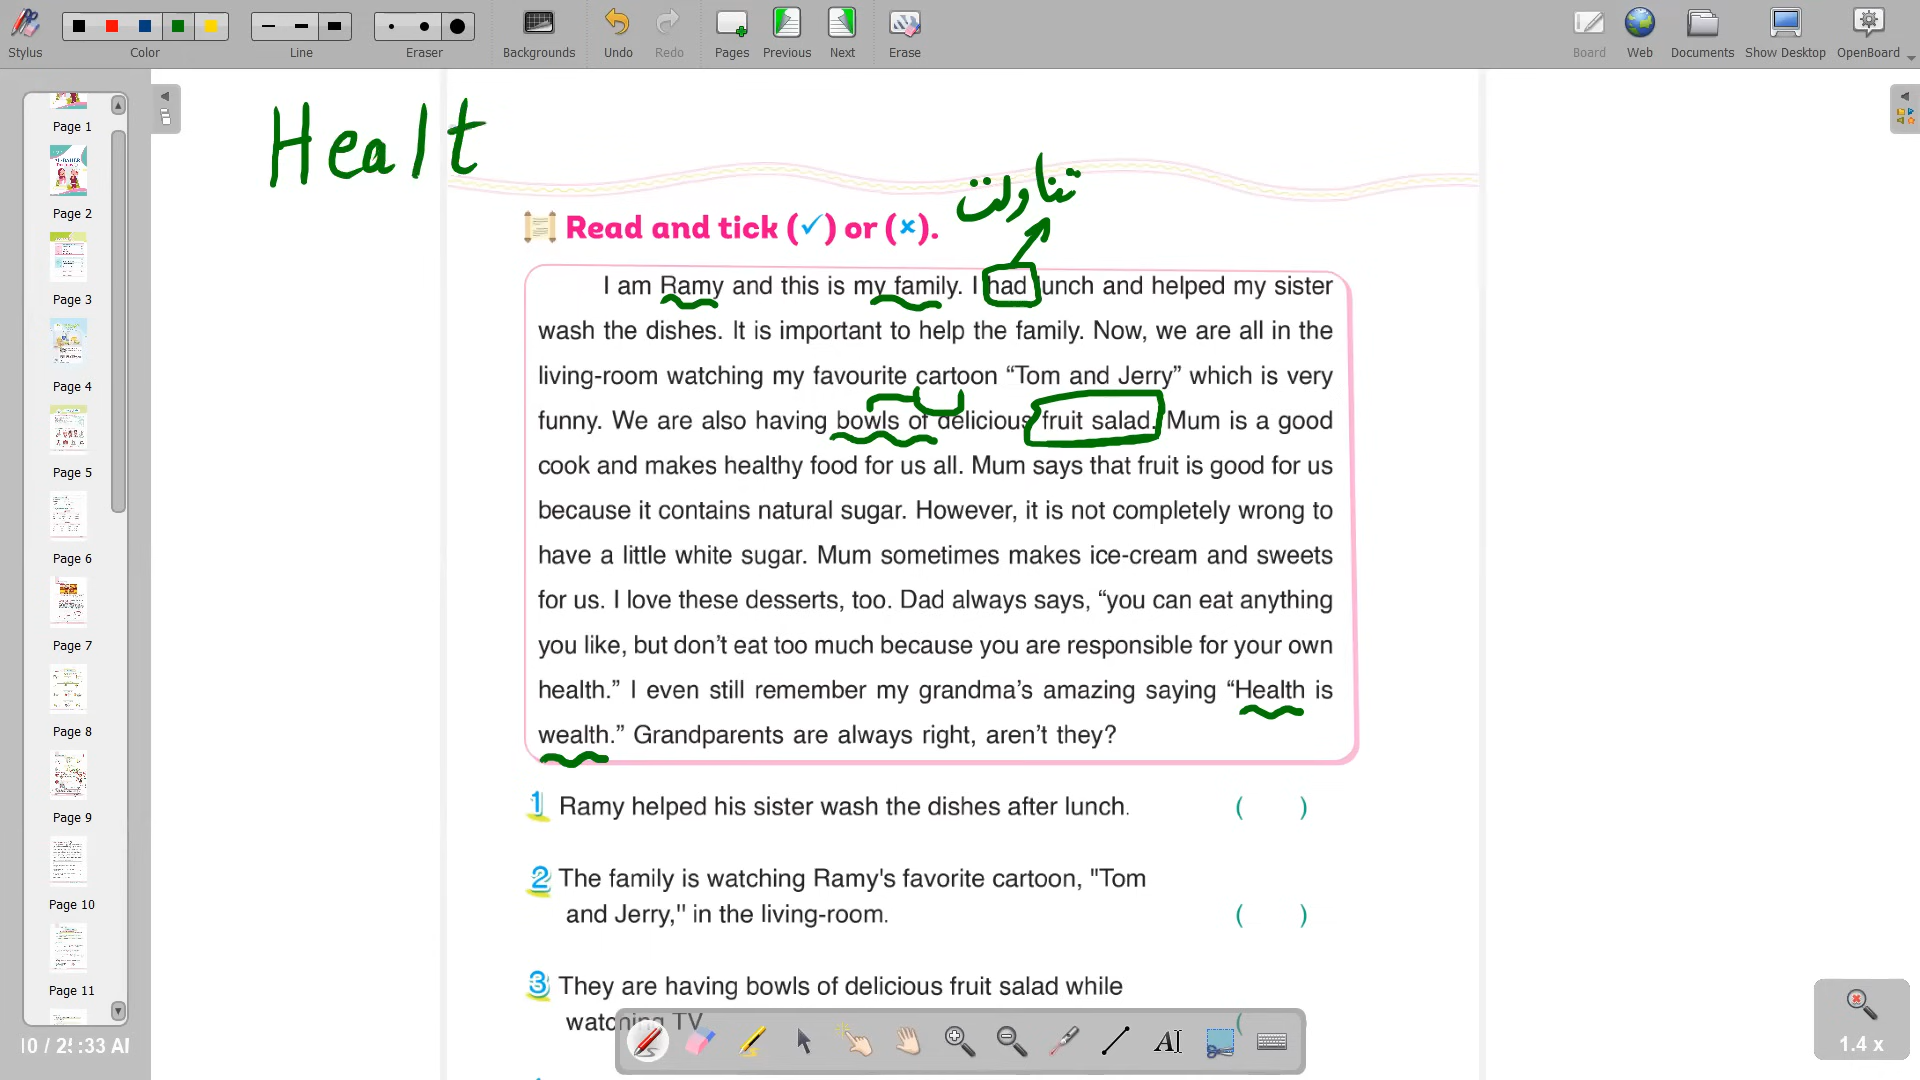 Stylus
Color
Line
Eraser
Backgrounds
Undo
Redo
Pages
Previous
Next
Erase
Board
Web
Documents
Show Desktop
OpenBoard
Page 1
Page 2
Page 3
Page 4
Page 5
Page 6
Page 7
Page 8
Page 9
Page 10
Page 11
Healt
تناولت
Read and tick (✓) or (×).
I am Ramy and this is my family. I had lunch and helped my sister
wash the dishes. It is important to help the family. Now, we are all in the
living-room watching my favourite cartoon “Tom and Jerry” which is very
funny. We are also having bowls of delicious fruit salad. Mum is a good
cook and makes healthy food for us all. Mum says that fruit is good for us
because it contains natural sugar. However, it is not completely wrong to
have a little white sugar. Mum sometimes makes ice-cream and sweets
for us. I love these desserts, too. Dad always says, “you can eat anything
you like, but don’t eat too much because you are responsible for your own
health.” I even still remember my grandma’s amazing saying “Health is
wealth.” Grandparents are always right, aren’t they?
1 Ramy helped his sister wash the dishes after lunch. ( )
2 The family is watching Ramy's favorite cartoon, "Tom
and Jerry," in the living-room. ( )
3 They are having bowls of delicious fruit salad while
watching TV (
1.4 x